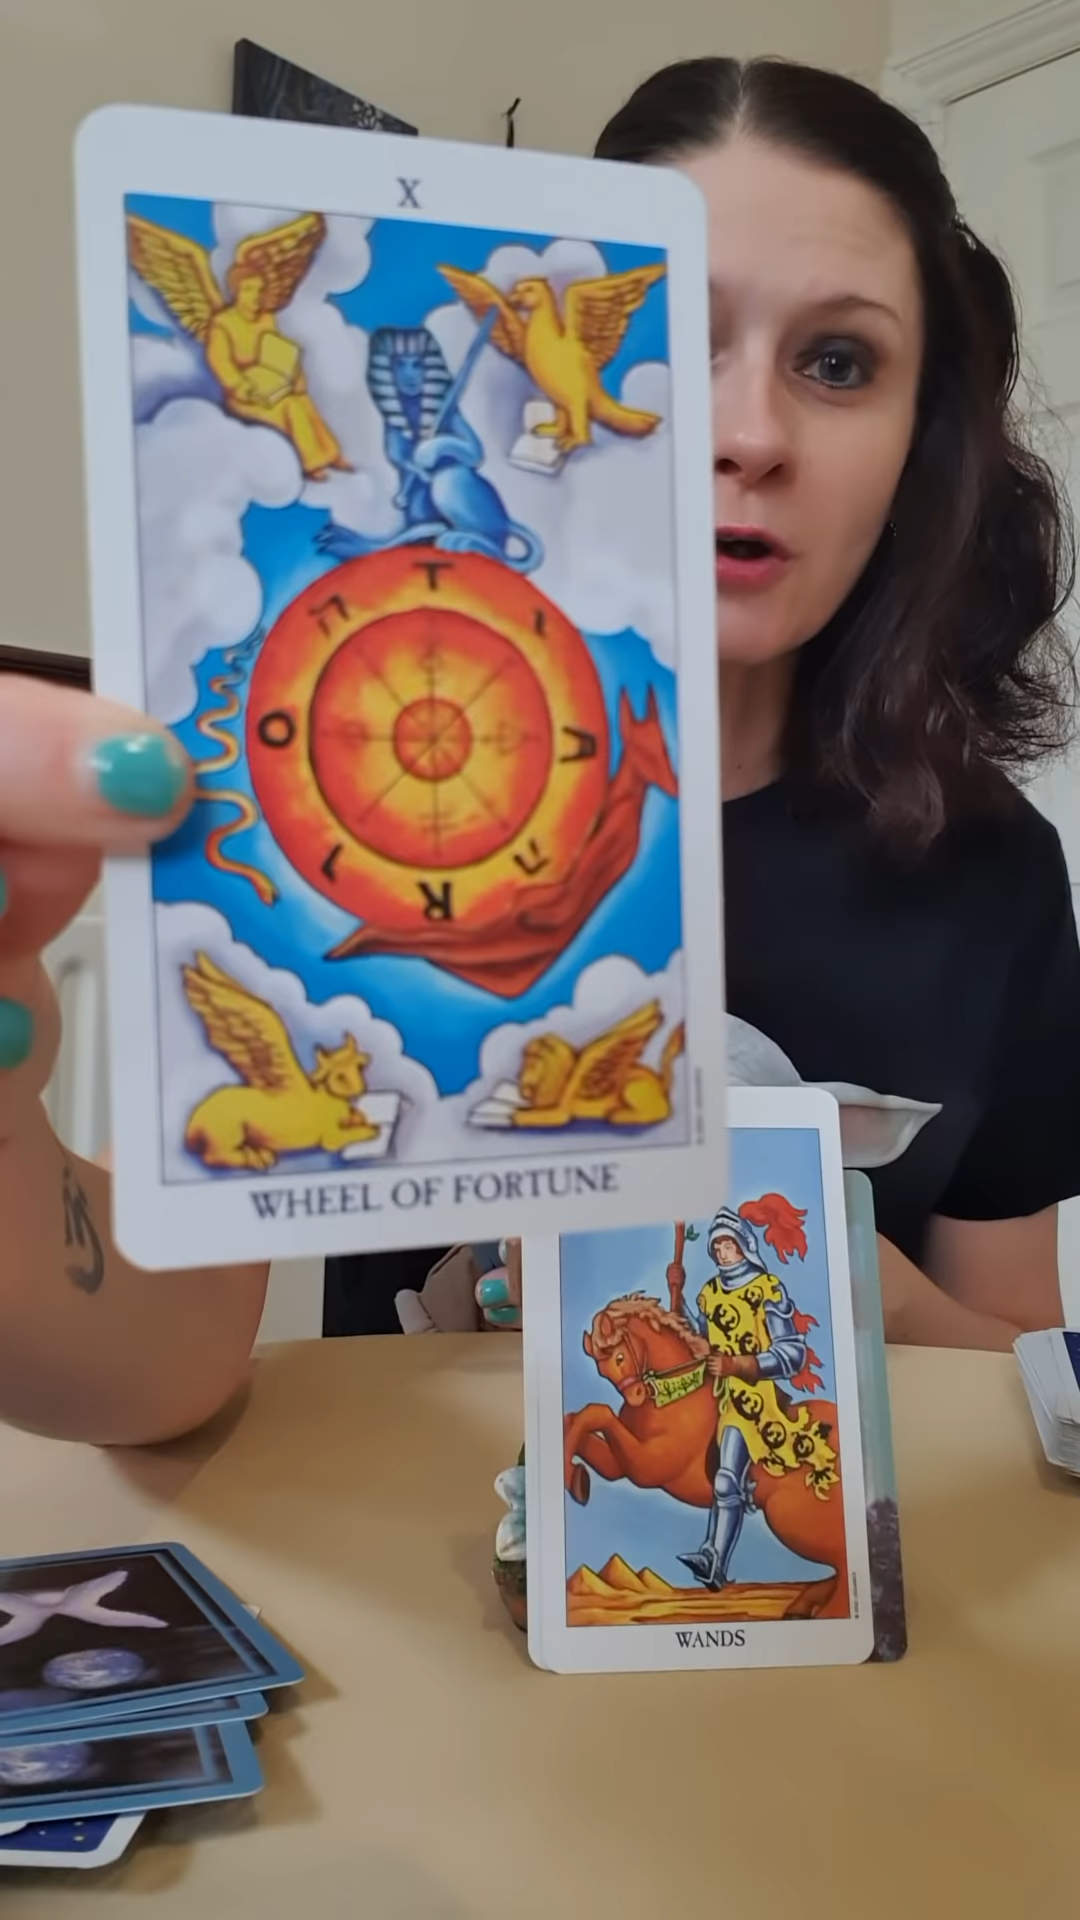 X
T
A
R
O
ה
ו
ה
י
WHEEL OF FORTUNE
WANDS